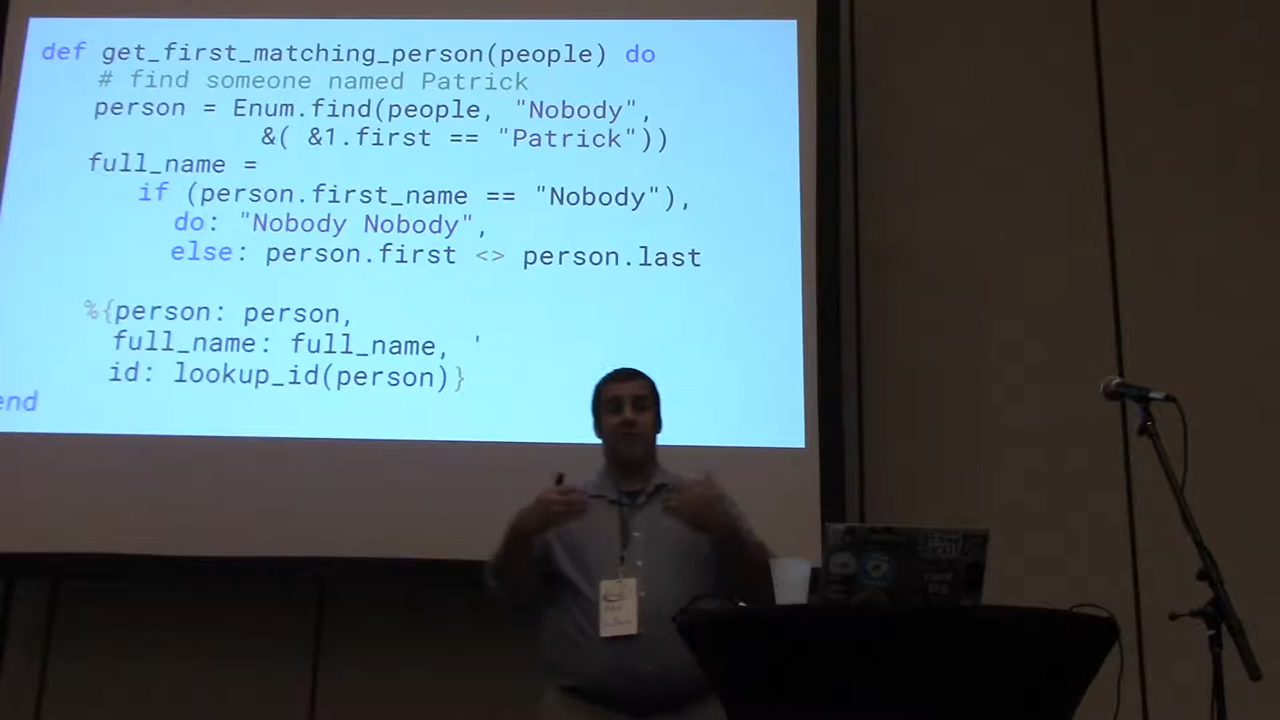 def get_first_matching_person(people) do
# find someone named Patrick
person = Enum.find(people, "Nobody",
&( &1.first == "Patrick"))
full_name =
if (person.first_name == "Nobody"),
do: "Nobody Nobody",
else: person.first <> person.last
%{person: person,
full_name: full_name, '
id: lookup_id(person)}
end